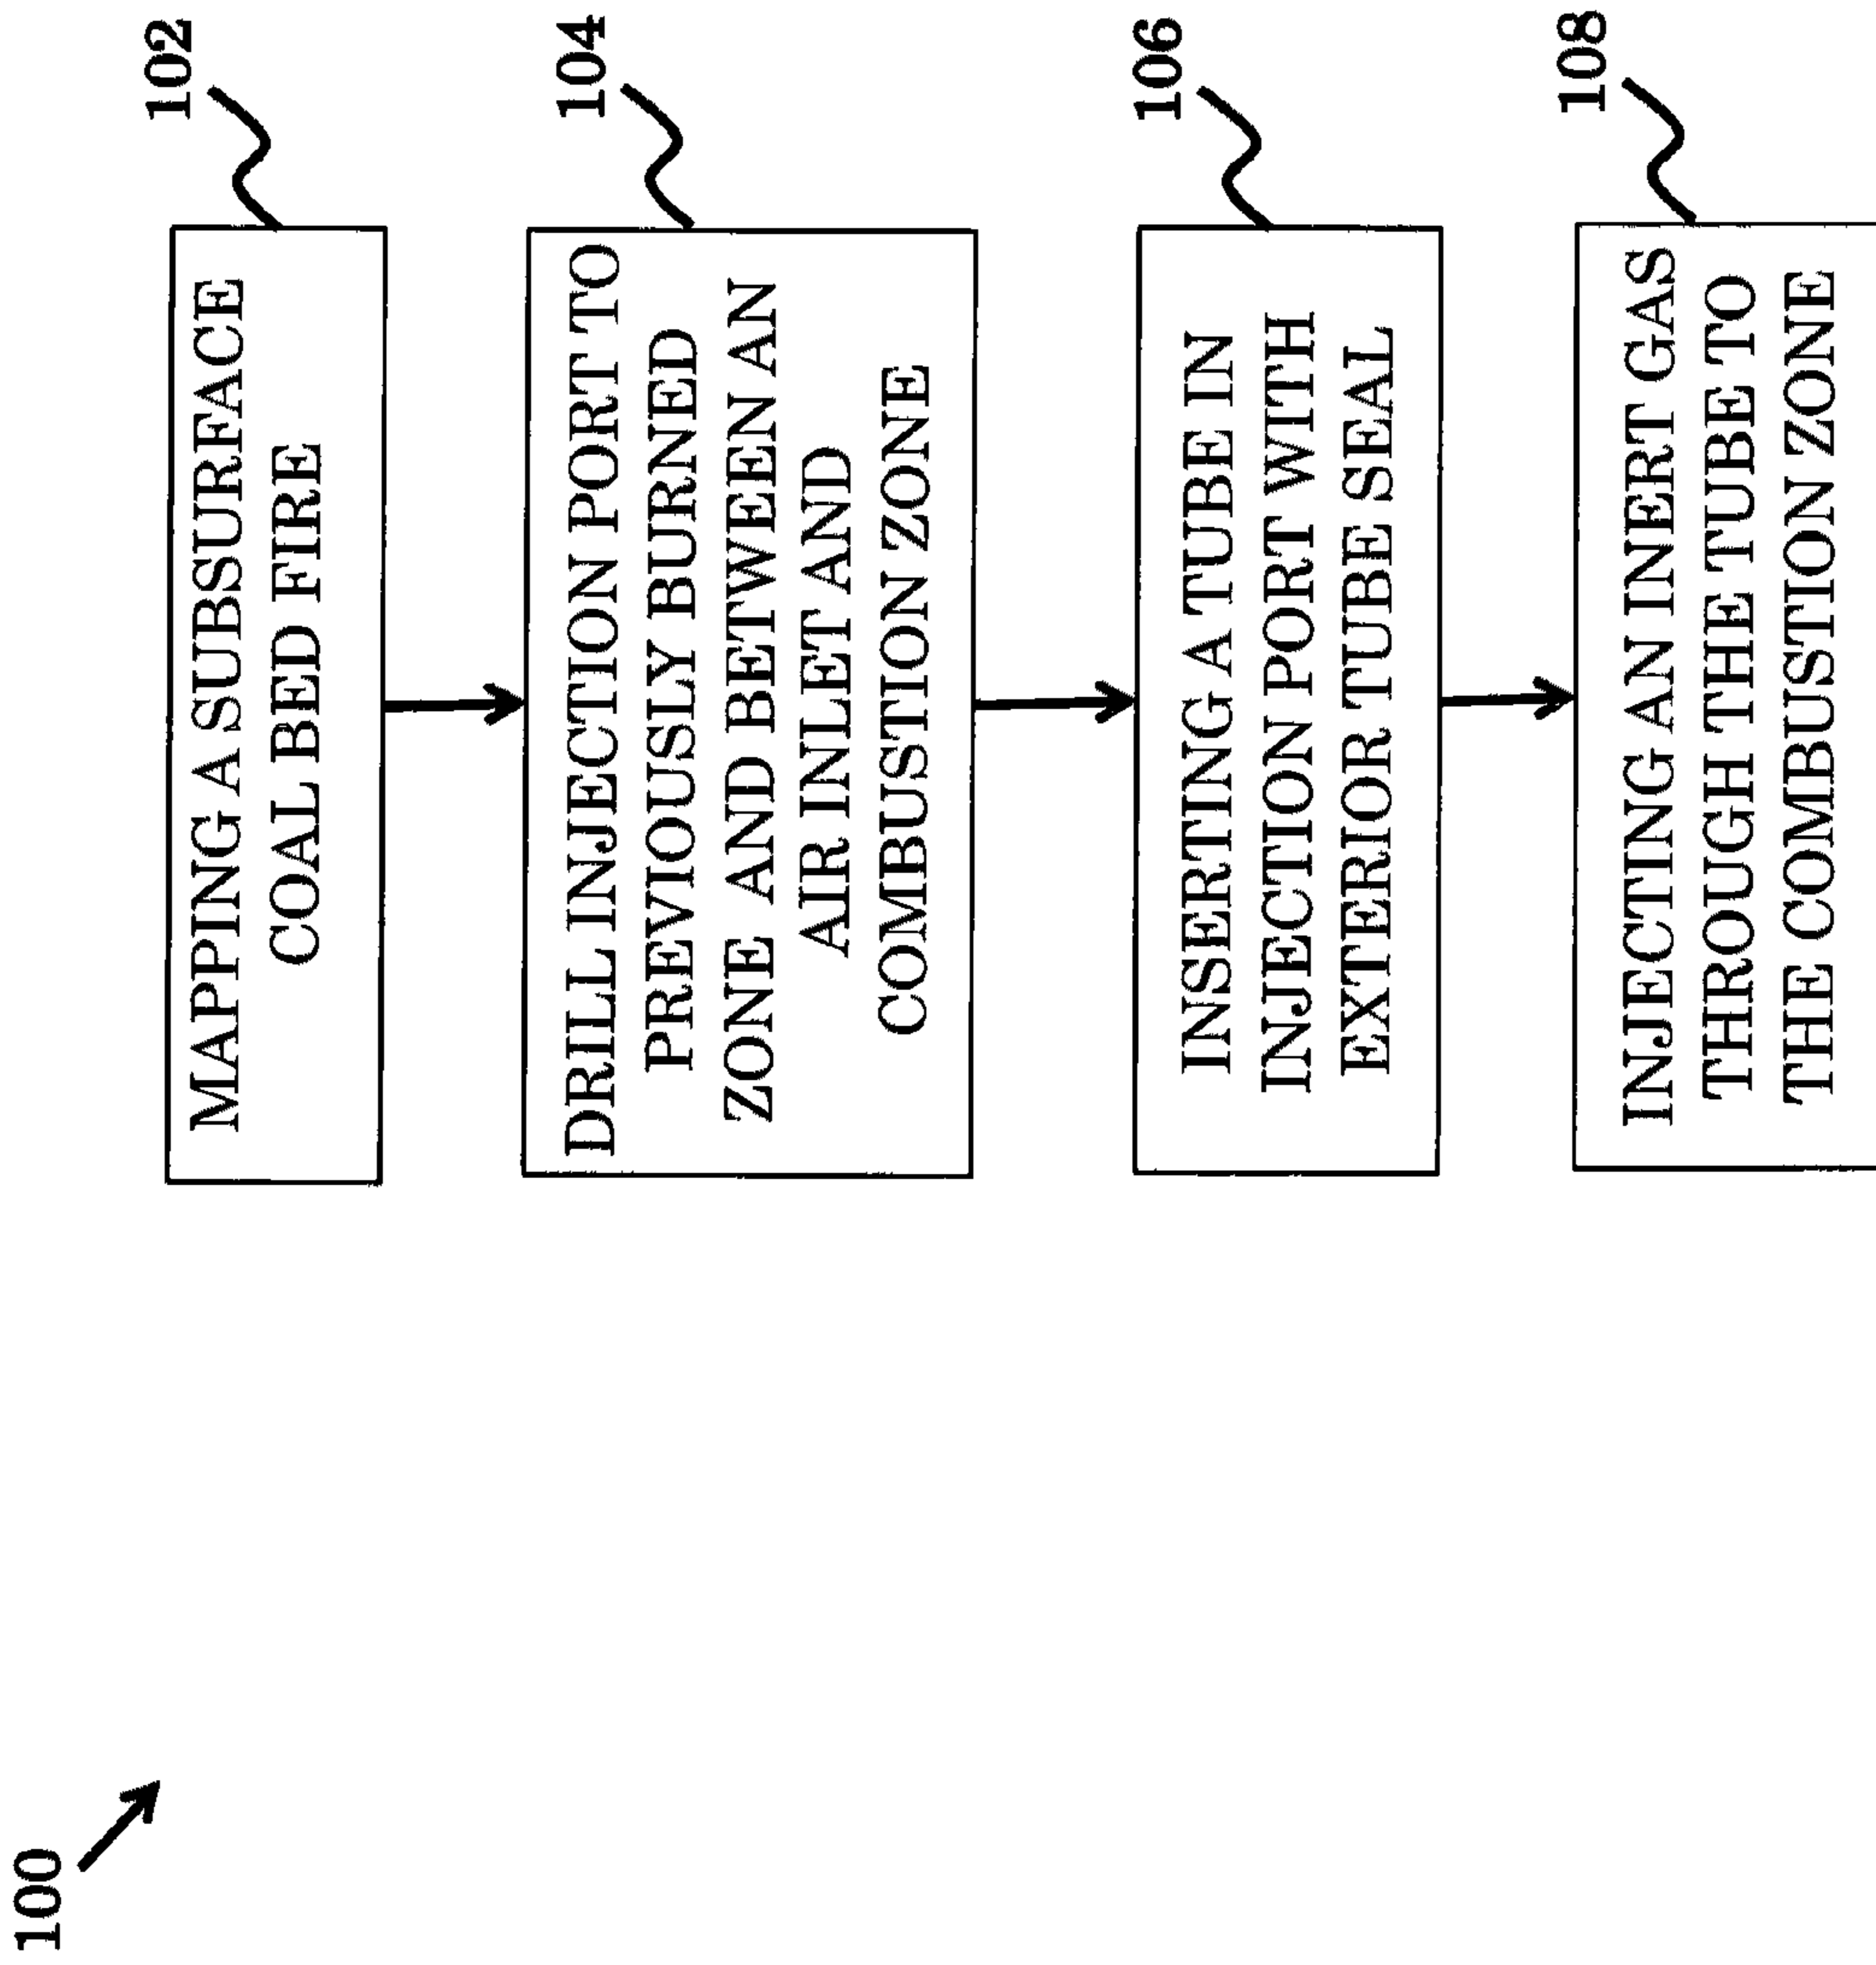 100
MAPPING A SUBSURFACE
COAL BED FIRE
102
DRILL INJECTION PORT TO
PREVIOUSLY BURNED
ZONE AND BETWEEN AN
AIR INLET AND
COMBUSTION ZONE
104
INSERTING A TUBE IN
INJECTION PORT WITH
EXTERIOR TUBE SEAL
106
INJECTING AN INERT GAS
THROUGH THE TUBE TO
THE COMBUSTION ZONE
108